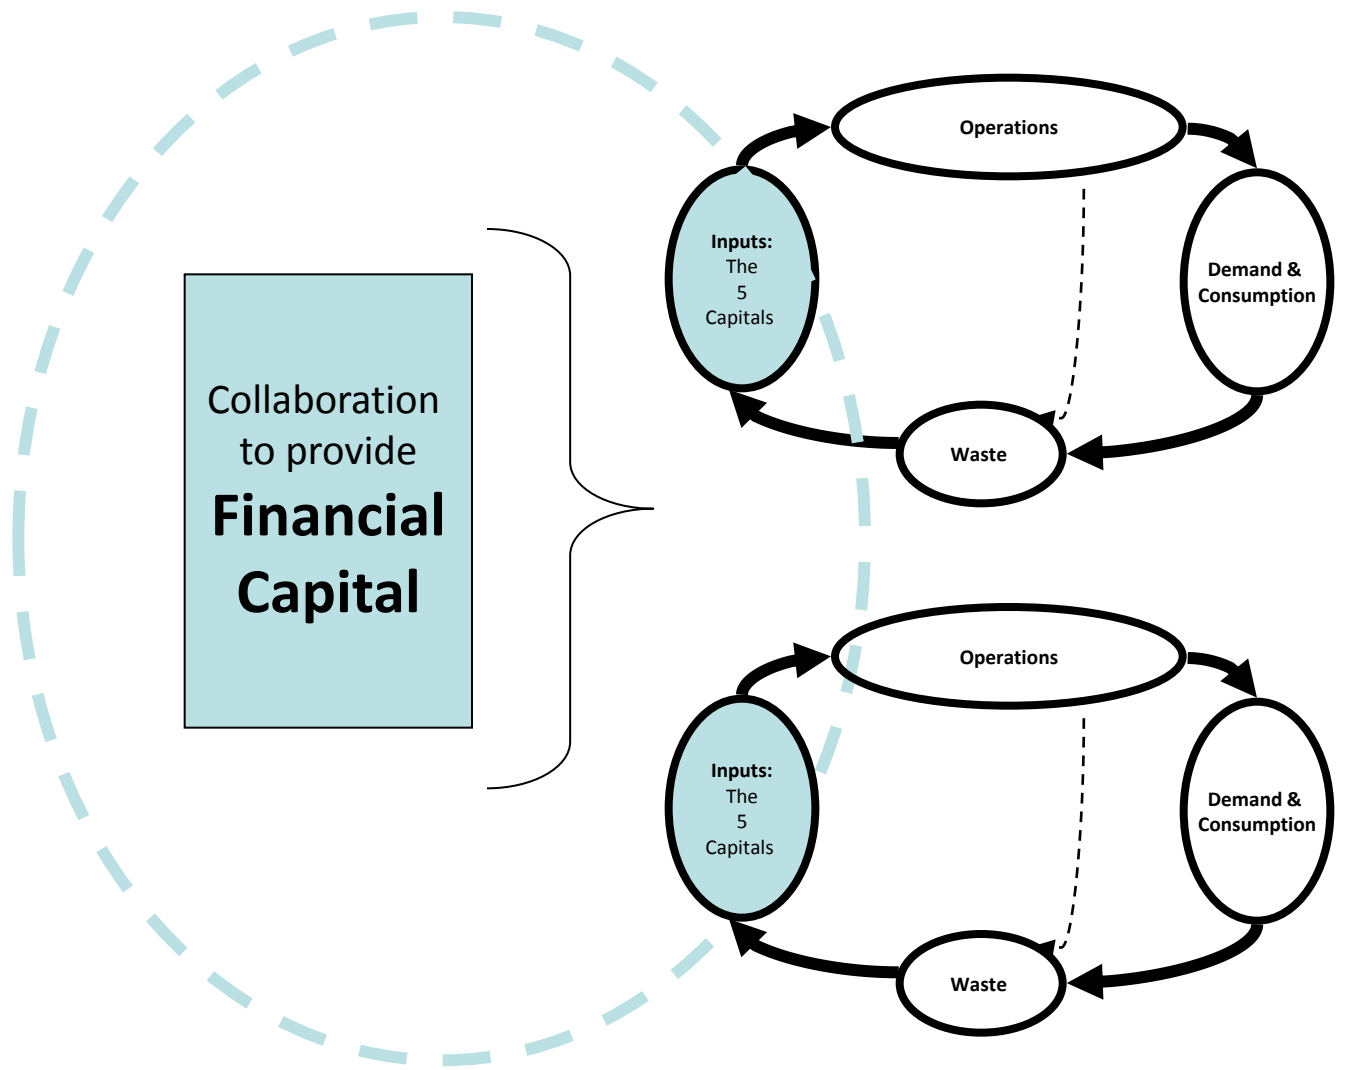 Collaboration
to provide
Financial
Capital
Operations
Inputs:
The
5
Capitals
Demand &
Consumption
Waste
Operations
Inputs:
The
5
Capitals
Demand &
Consumption
Waste